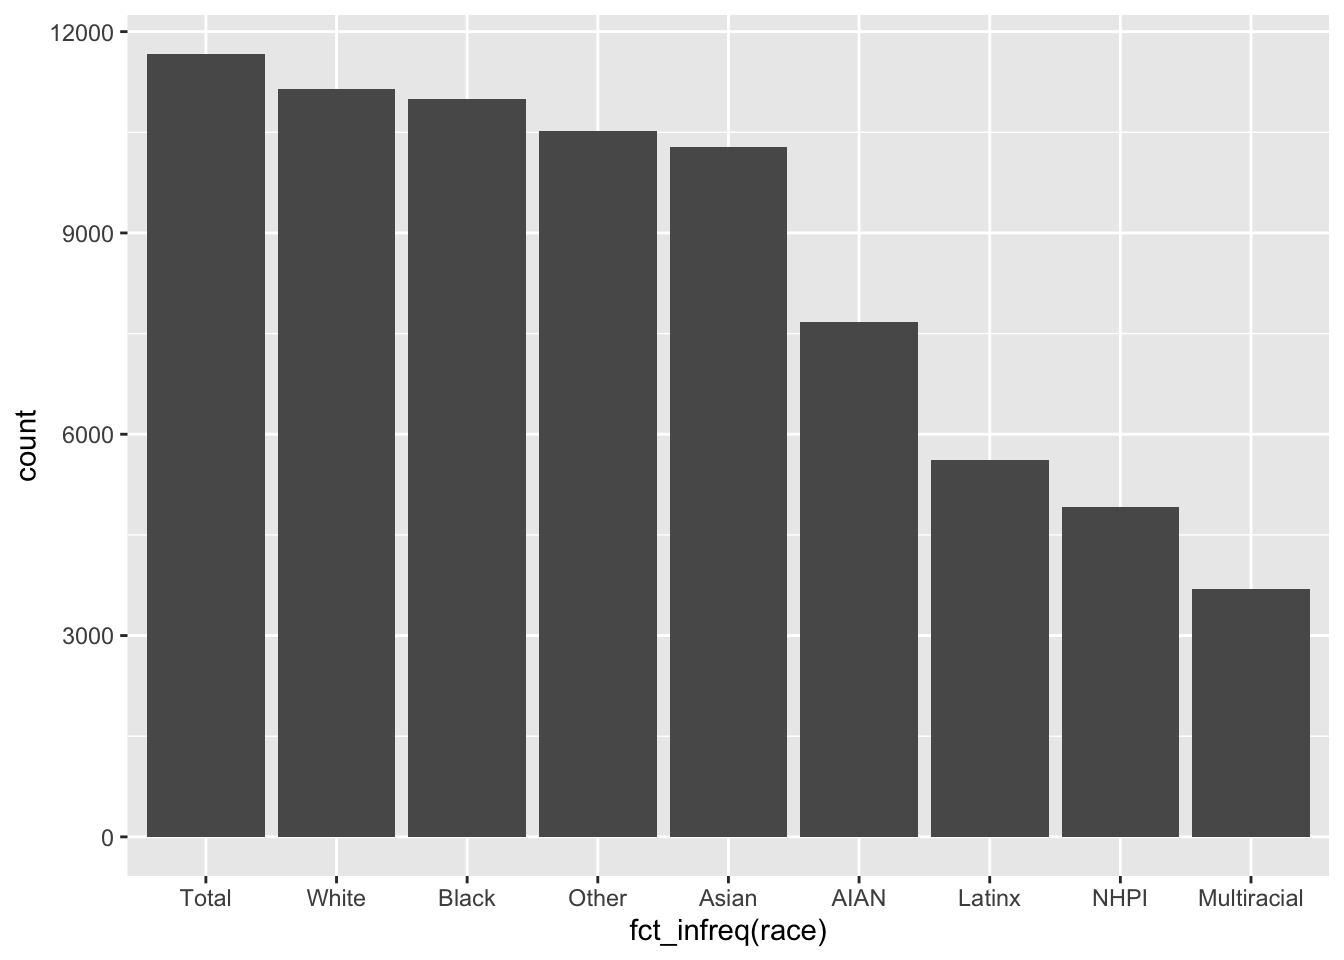 12000
9000
6000
3000
0
count
Total White Black Other Asian AIAN Latinx NHPI Multiracial
fct_infreq(race)